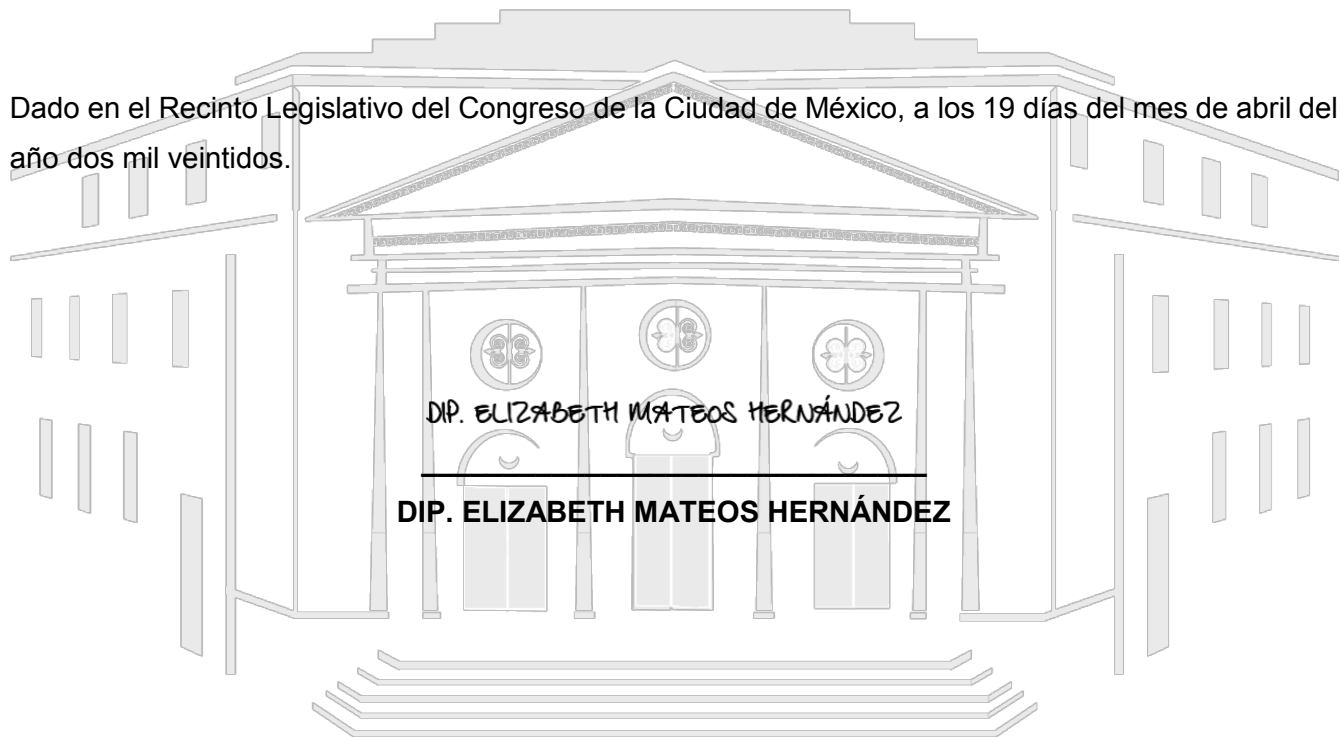 Dado en el Recinto Legislativo del Congreso de la Ciudad de México, a los 19 días del mes de abril del
año dos mil veintidos.
DIP. ELIZABETH MATEOS HERNÁNDEZ
DIP. ELIZABETH MATEOS HERNÁNDEZ